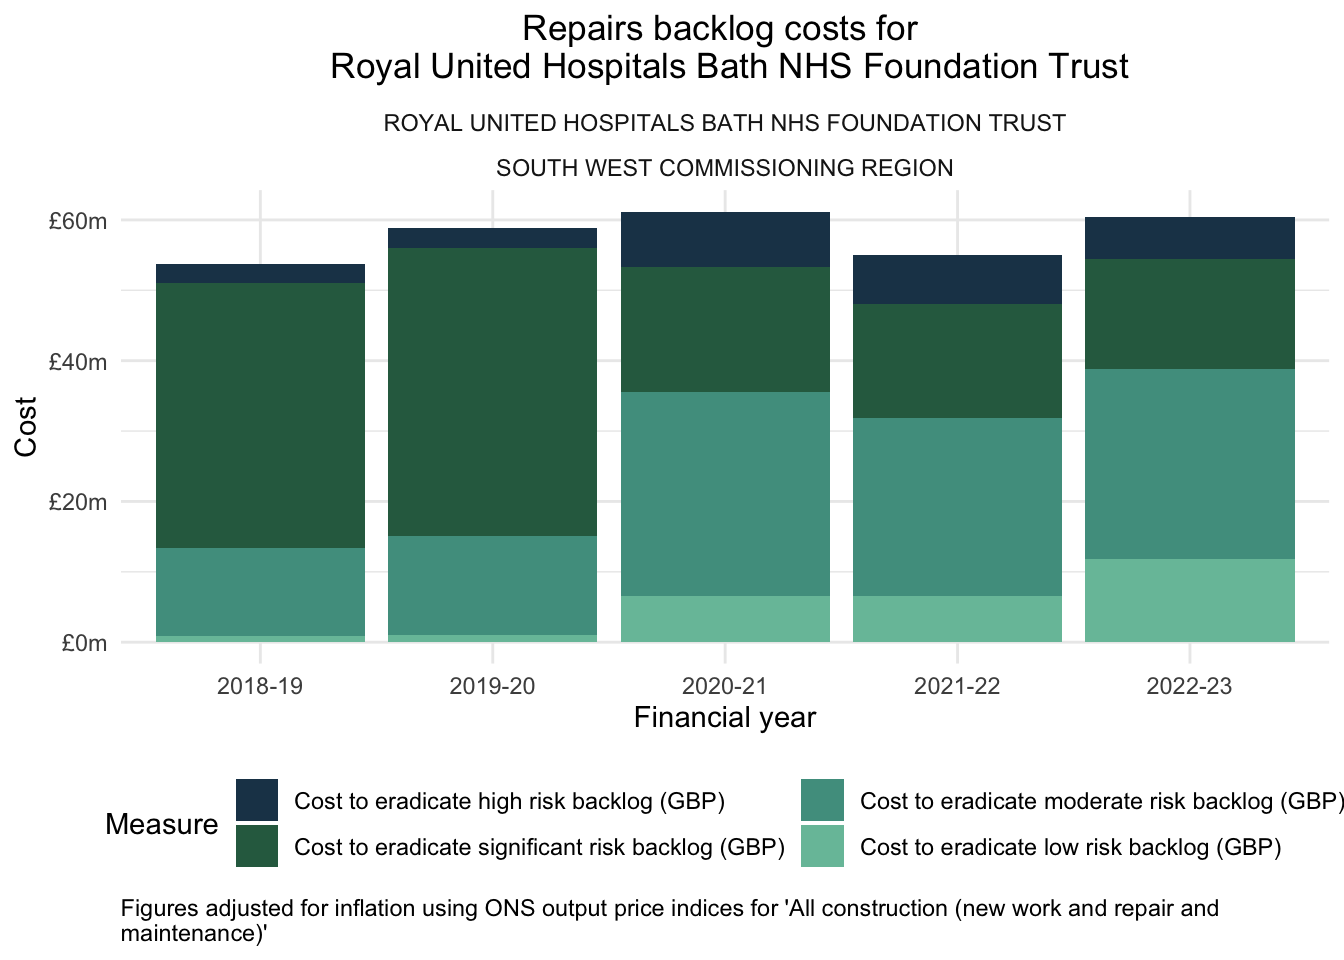 Repairs backlog costs for
Royal United Hospitals Bath NHS Foundation Trust
ROYAL UNITED HOSPITALS BATH NHS FOUNDATION TRUST
SOUTH WEST COMMISSIONING REGION
£60m
£40m
£20m
£0m
Cost
2018-19 2019-20 2020-21 2021-22 2022-23
Financial year
Measure
Cost to eradicate high risk backlog (GBP)
Cost to eradicate significant risk backlog (GBP)
Cost to eradicate moderate risk backlog (GBP)
Cost to eradicate low risk backlog (GBP)
Figures adjusted for inflation using ONS output price indices for 'All construction (new work and repair and
maintenance)'